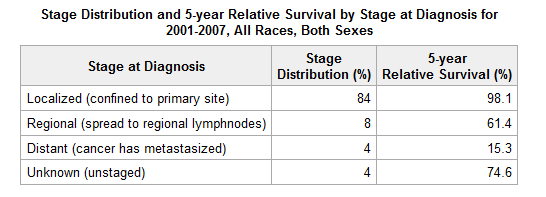 Stage Distribution and 5-year Relative Survival by Stage at Diagnosis for
2001-2007, All Races, Both Sexes
Stage at Diagnosis Stage Distribution (%) 5-year Relative Survival (%)
Localized (confined to primary site) 84 98.1
Regional (spread to regional lymphnodes) 8 61.4
Distant (cancer has metastasized) 4 15.3
Unknown (unstaged) 4 74.6